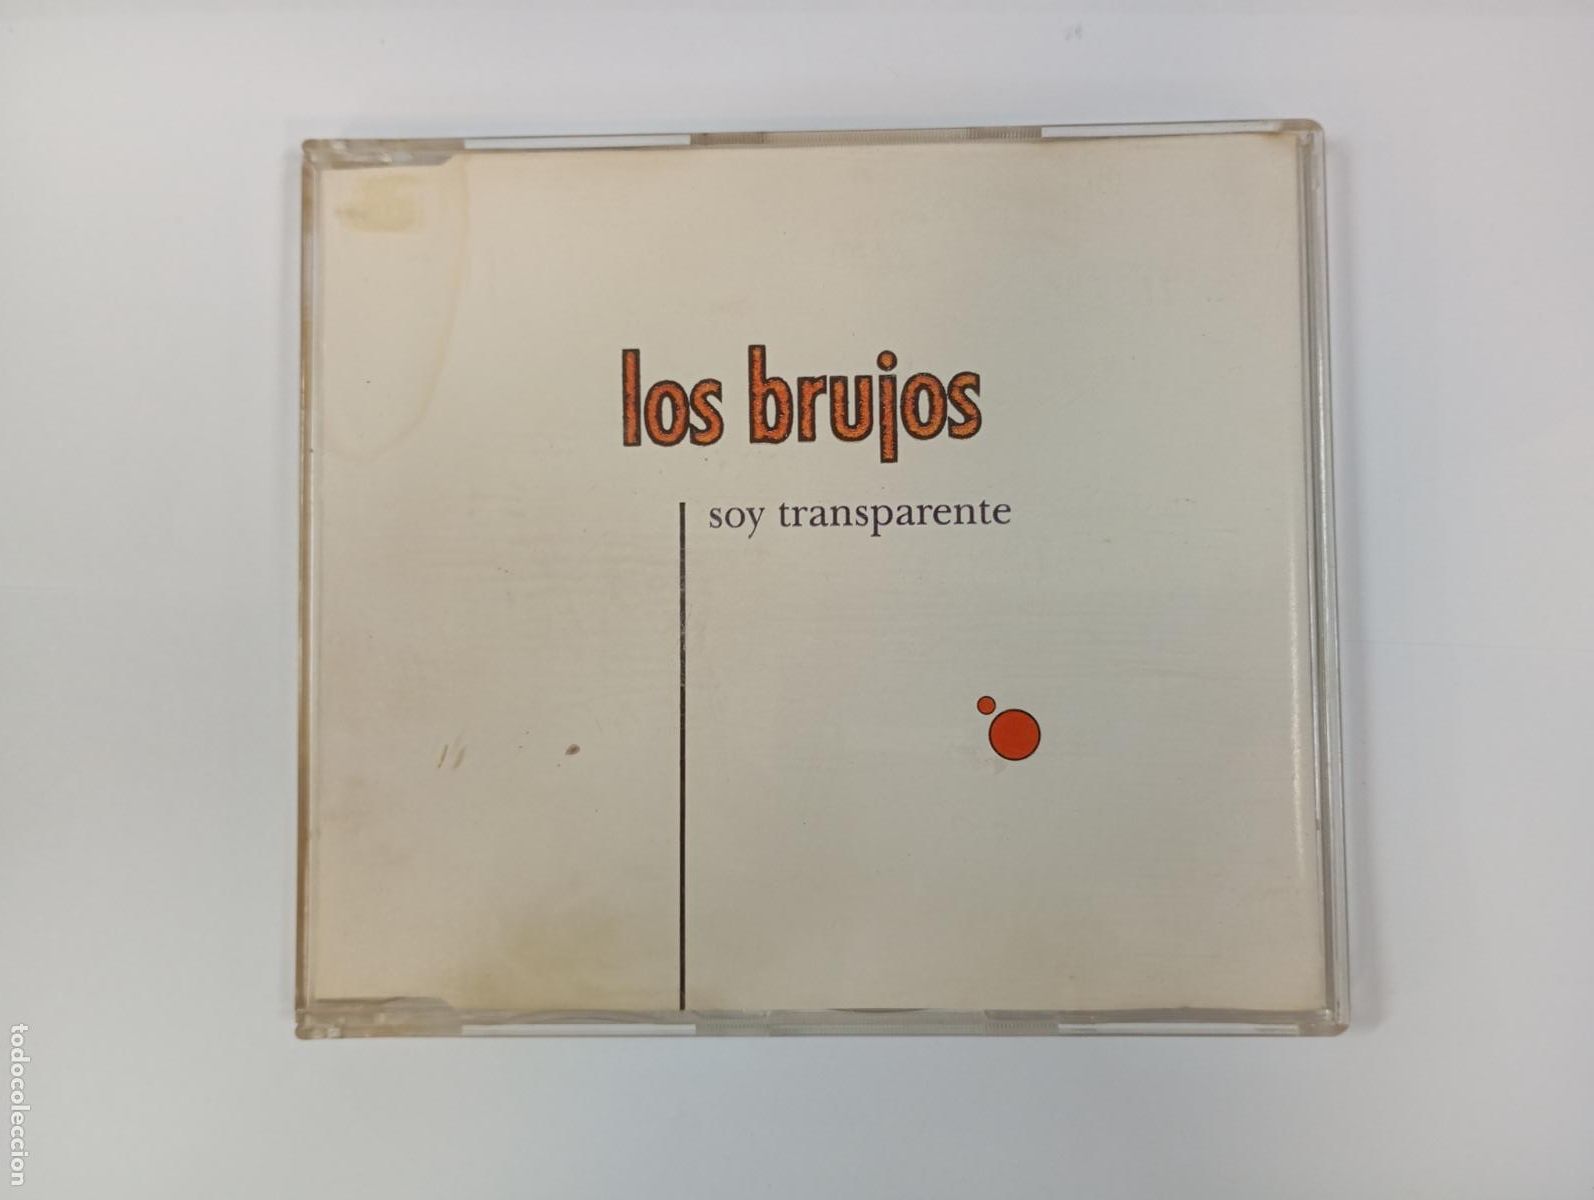 los brujos
soy transparente
todocoleccion